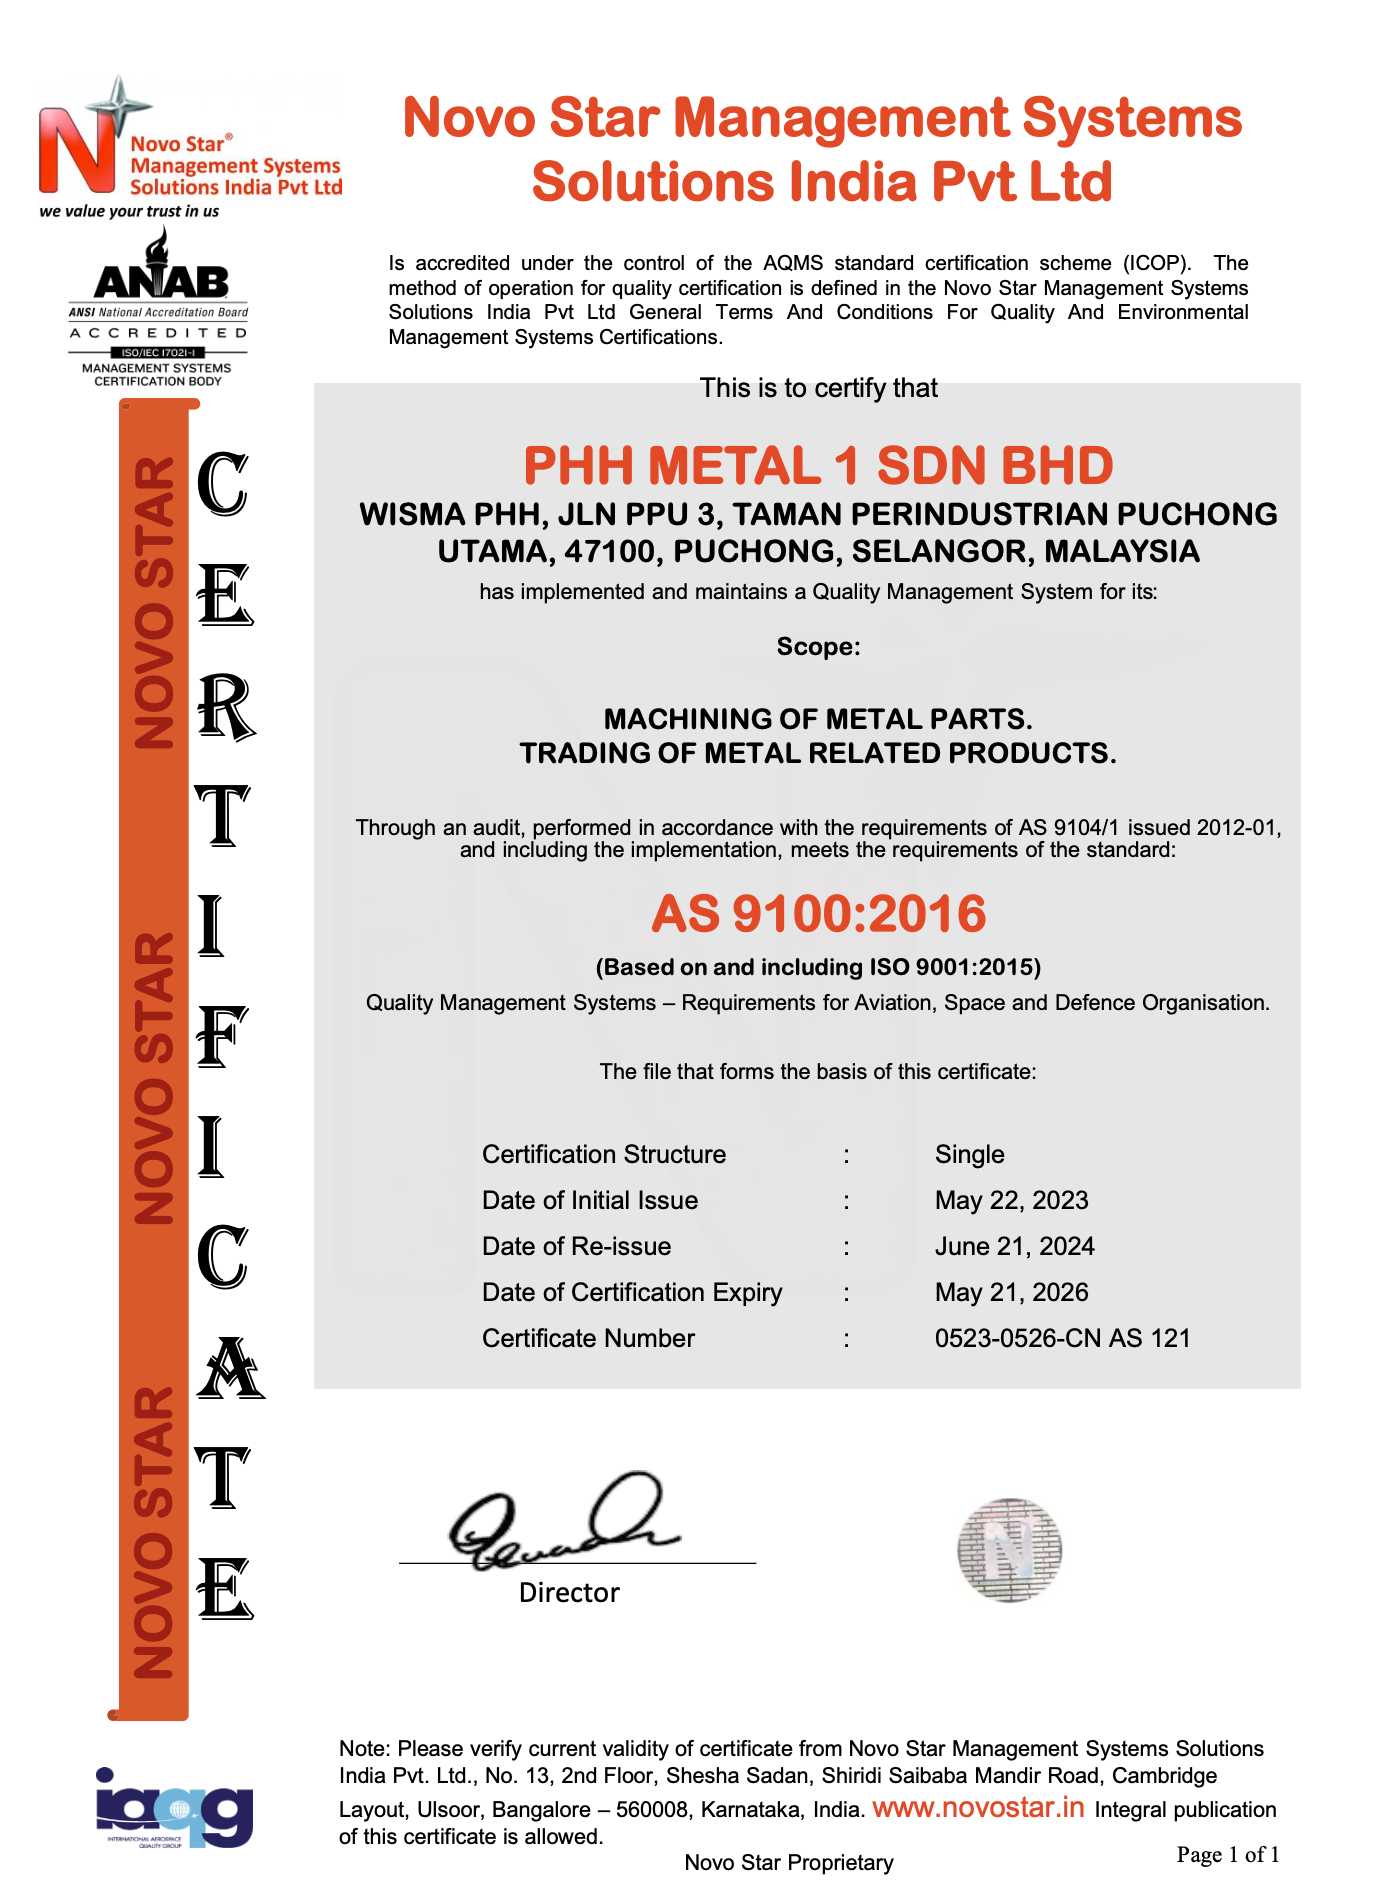 Novo Star®
Management Systems
Solutions India Pvt Ltd
we value your trust in us
ANAB
ANSI National Accreditation Board
ACCREDITED
ISO/IEC 17021-1
MANAGEMENT SYSTEMS
CERTIFICATION BODY
Novo Star Management Systems
Solutions India Pvt Ltd
Is accredited under the control of the AQMS standard certification scheme (ICOP). The
method of operation for quality certification is defined in the Novo Star Management Systems
Solutions India Pvt Ltd General Terms And Conditions For Quality And Environmental
Management Systems Certifications.
NOVO STAR
NOVO STAR
NOVO STAR
CERTIFICATE
This is to certify that
PHH METAL 1 SDN BHD
WISMA PHH, JLN PPU 3, TAMAN PERINDUSTRIAN PUCHONG
UTAMA, 47100, PUCHONG, SELANGOR, MALAYSIA
has implemented and maintains a Quality Management System for its:
Scope:
MACHINING OF METAL PARTS.
TRADING OF METAL RELATED PRODUCTS.
Through an audit, performed in accordance with the requirements of AS 9104/1 issued 2012-01,
and including the implementation, meets the requirements of the standard:
AS 9100:2016
(Based on and including ISO 9001:2015)
Quality Management Systems – Requirements for Aviation, Space and Defence Organisation.
The file that forms the basis of this certificate:
Certification Structure : Single
Date of Initial Issue : May 22, 2023
Date of Re-issue : June 21, 2024
Date of Certification Expiry : May 21, 2026
Certificate Number : 0523-0526-CN AS 121
Director
N
iaqg
INTERNATIONAL AEROSPACE
QUALITY GROUP
Note: Please verify current validity of certificate from Novo Star Management Systems Solutions
India Pvt. Ltd., No. 13, 2nd Floor, Shesha Sadan, Shiridi Saibaba Mandir Road, Cambridge
Layout, Ulsoor, Bangalore – 560008, Karnataka, India. www.novostar.in Integral publication
of this certificate is allowed.
Novo Star Proprietary
Page 1 of 1